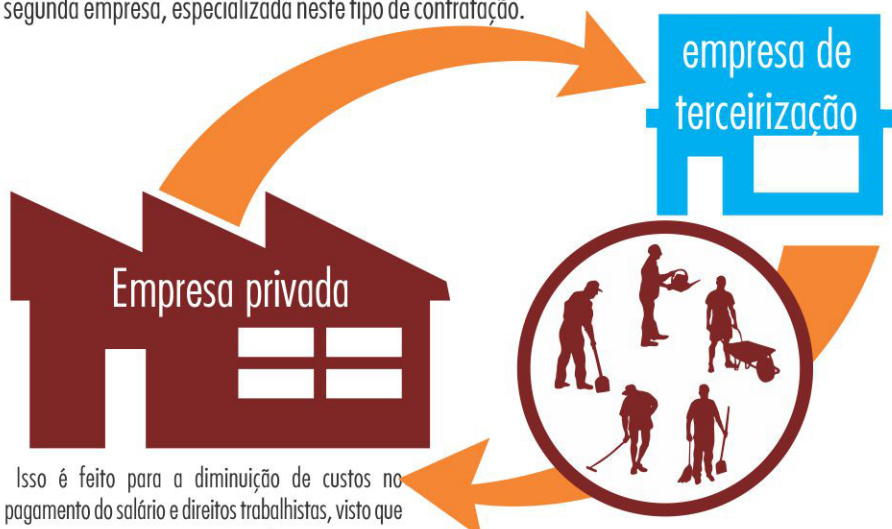 segunda empresa, especializada neste tipo de contratação.
empresa de
terceirização
Empresa privada
Isso é feito para a diminuição de custos no
pagamento do salário e direitos trabalhistas, visto que